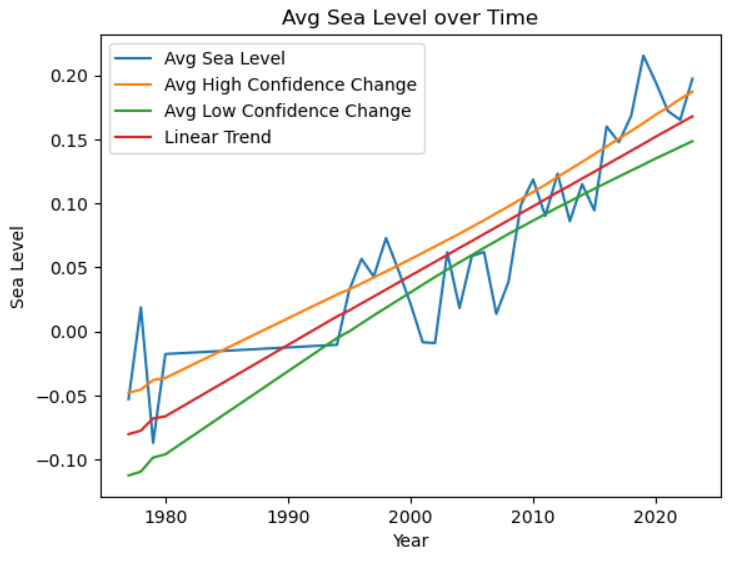 Avg Sea Level over Time
Avg Sea Level
Avg High Confidence Change
Avg Low Confidence Change
Linear Trend
0.20
0.15
0.10
0.05
0.00
−0.05
−0.10
Sea Level
1980 1990 2000 2010 2020
Year